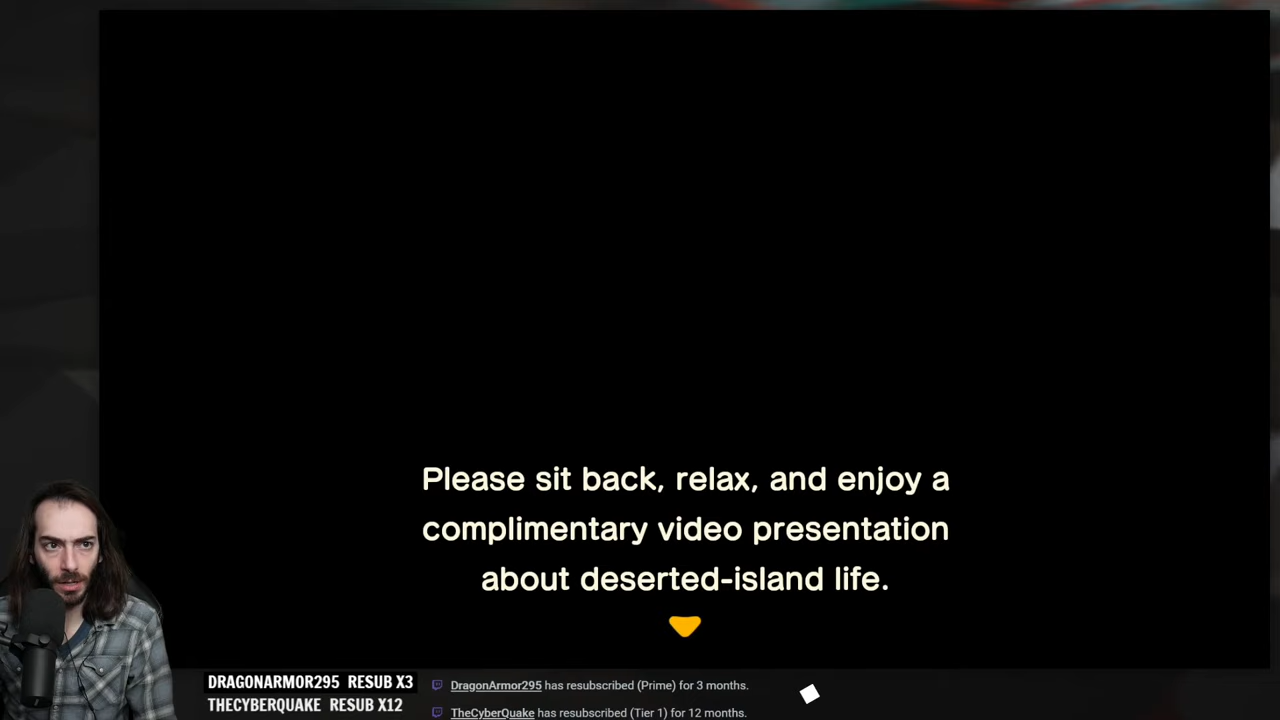 Please sit back, relax, and enjoy a
complimentary video presentation
about deserted-island life.
DRAGONARMOR295 RESUB X3
THECYBERQUAKE RESUB X12
DragonArmor295 has resubscribed (Prime) for 3 months.
TheCyberQuake has resubscribed (Tier 1) for 12 months.